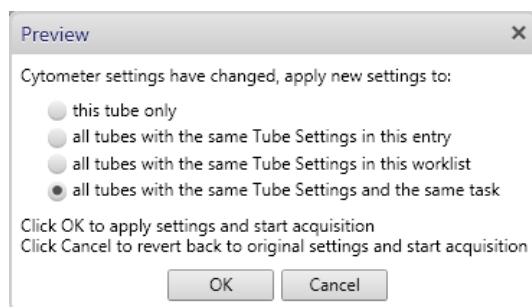 Preview
Cytometer settings have changed, apply new settings to:
this tube only
all tubes with the same Tube Settings in this entry
all tubes with the same Tube Settings in this worklist
all tubes with the same Tube Settings and the same task
Click OK to apply settings and start acquisition
Click Cancel to revert back to original settings and start acquisition
OK Cancel